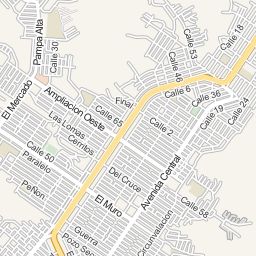 Calle 18
Calle 53
Pampa Alta
Calle 30
Calle 46
Calle 6
Calle 36
Calle 24
Calle 19
El Mercado
Ampliacion Oeste
Final
Calle 65
Calle 2
Las Lomas
Cerritos
Calle 50
Paralelo
Peñon
Del Cruce
Avenida Central
El Muro
Calle 58
Guerra
Pozo Seco
Circunvalacion